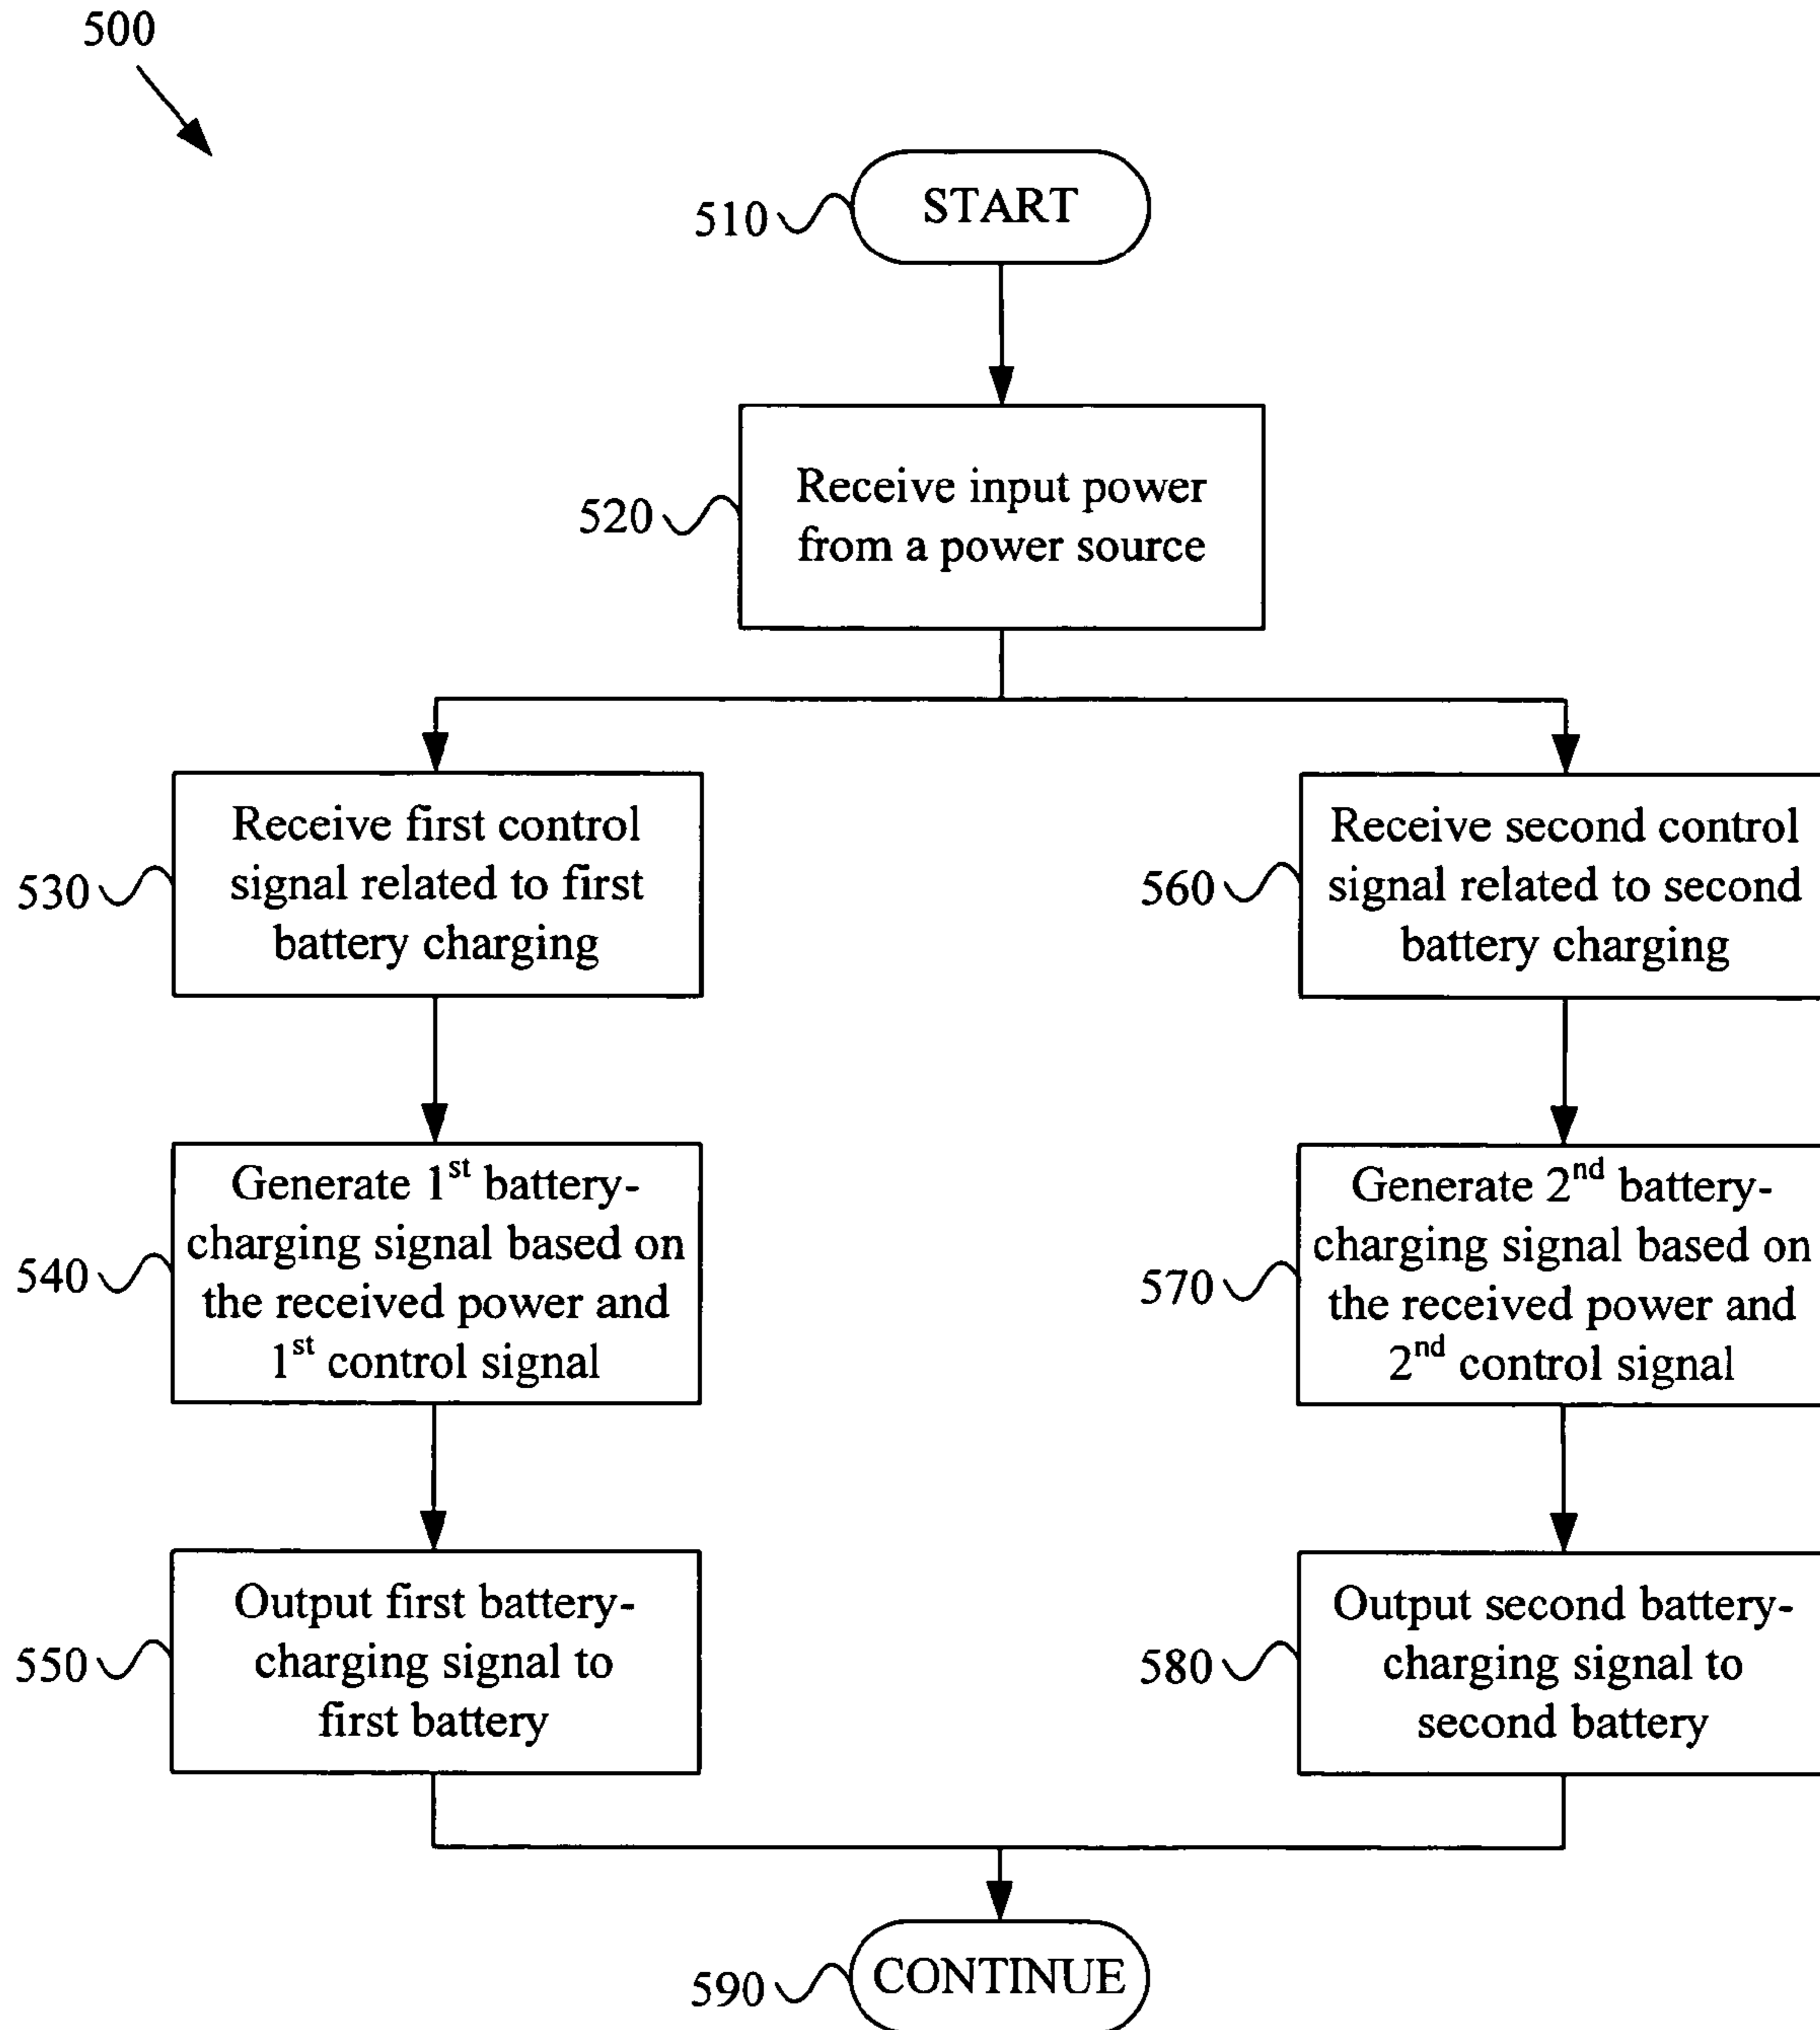 500
510
START
520
Receive input power
from a power source
530
Receive first control
signal related to first
battery charging
560
Receive second control
signal related to second
battery charging
540
Generate 1st battery-
charging signal based on
the received power and
1st control signal
570
Generate 2nd battery-
charging signal based on
the received power and
2nd control signal
550
Output first battery-
charging signal to
first battery
580
Output second battery-
charging signal to
second battery
590
CONTINUE